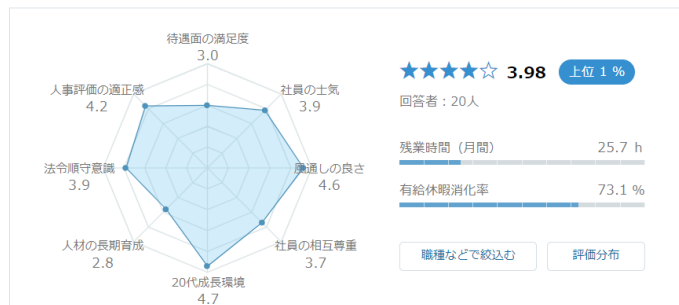 待遇面の満足度
3.0
社員の士気
3.9
風通しの良さ
4.6
社員の相互尊重
3.7
20代成長環境
4.7
人材の長期育成
2.8
法令順守意識
3.9
人事評価の適正感
4.2
3.98 上位 1 %
回答者：20人
残業時間（月間） 25.7 h
有給休暇消化率 73.1 %
職種などで絞込む 評価分布